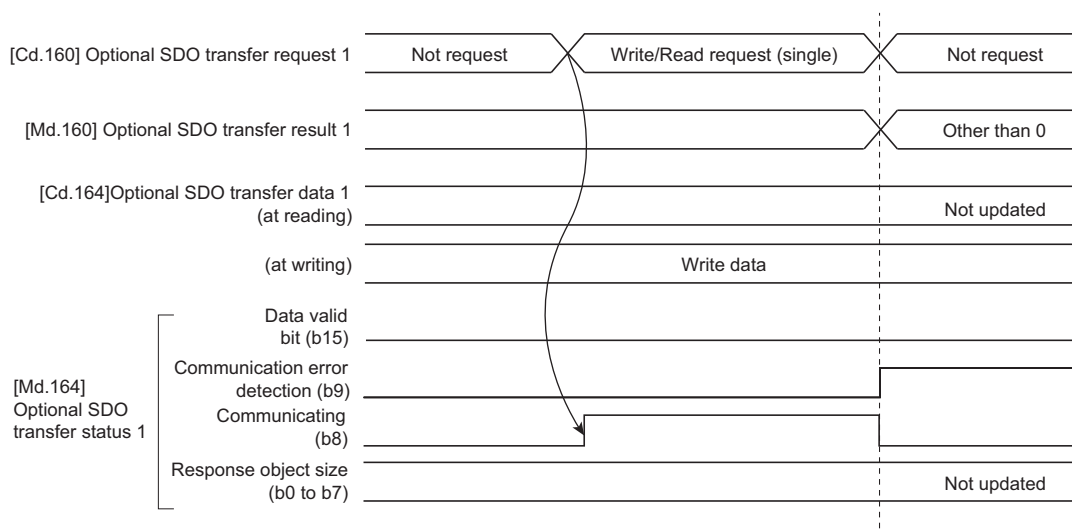 [Cd.160] Optional SDO transfer request 1
Not request
Write/Read request (single)
Not request
[Md.160] Optional SDO transfer result 1
Other than 0
[Cd.164]Optional SDO transfer data 1
(at reading)
Not updated
(at writing)
Write data
Data valid
bit (b15)
[Md.164]
Optional SDO
transfer status 1
Communication error
detection (b9)
Communicating
(b8)
Response object size
(b0 to b7)
Not updated